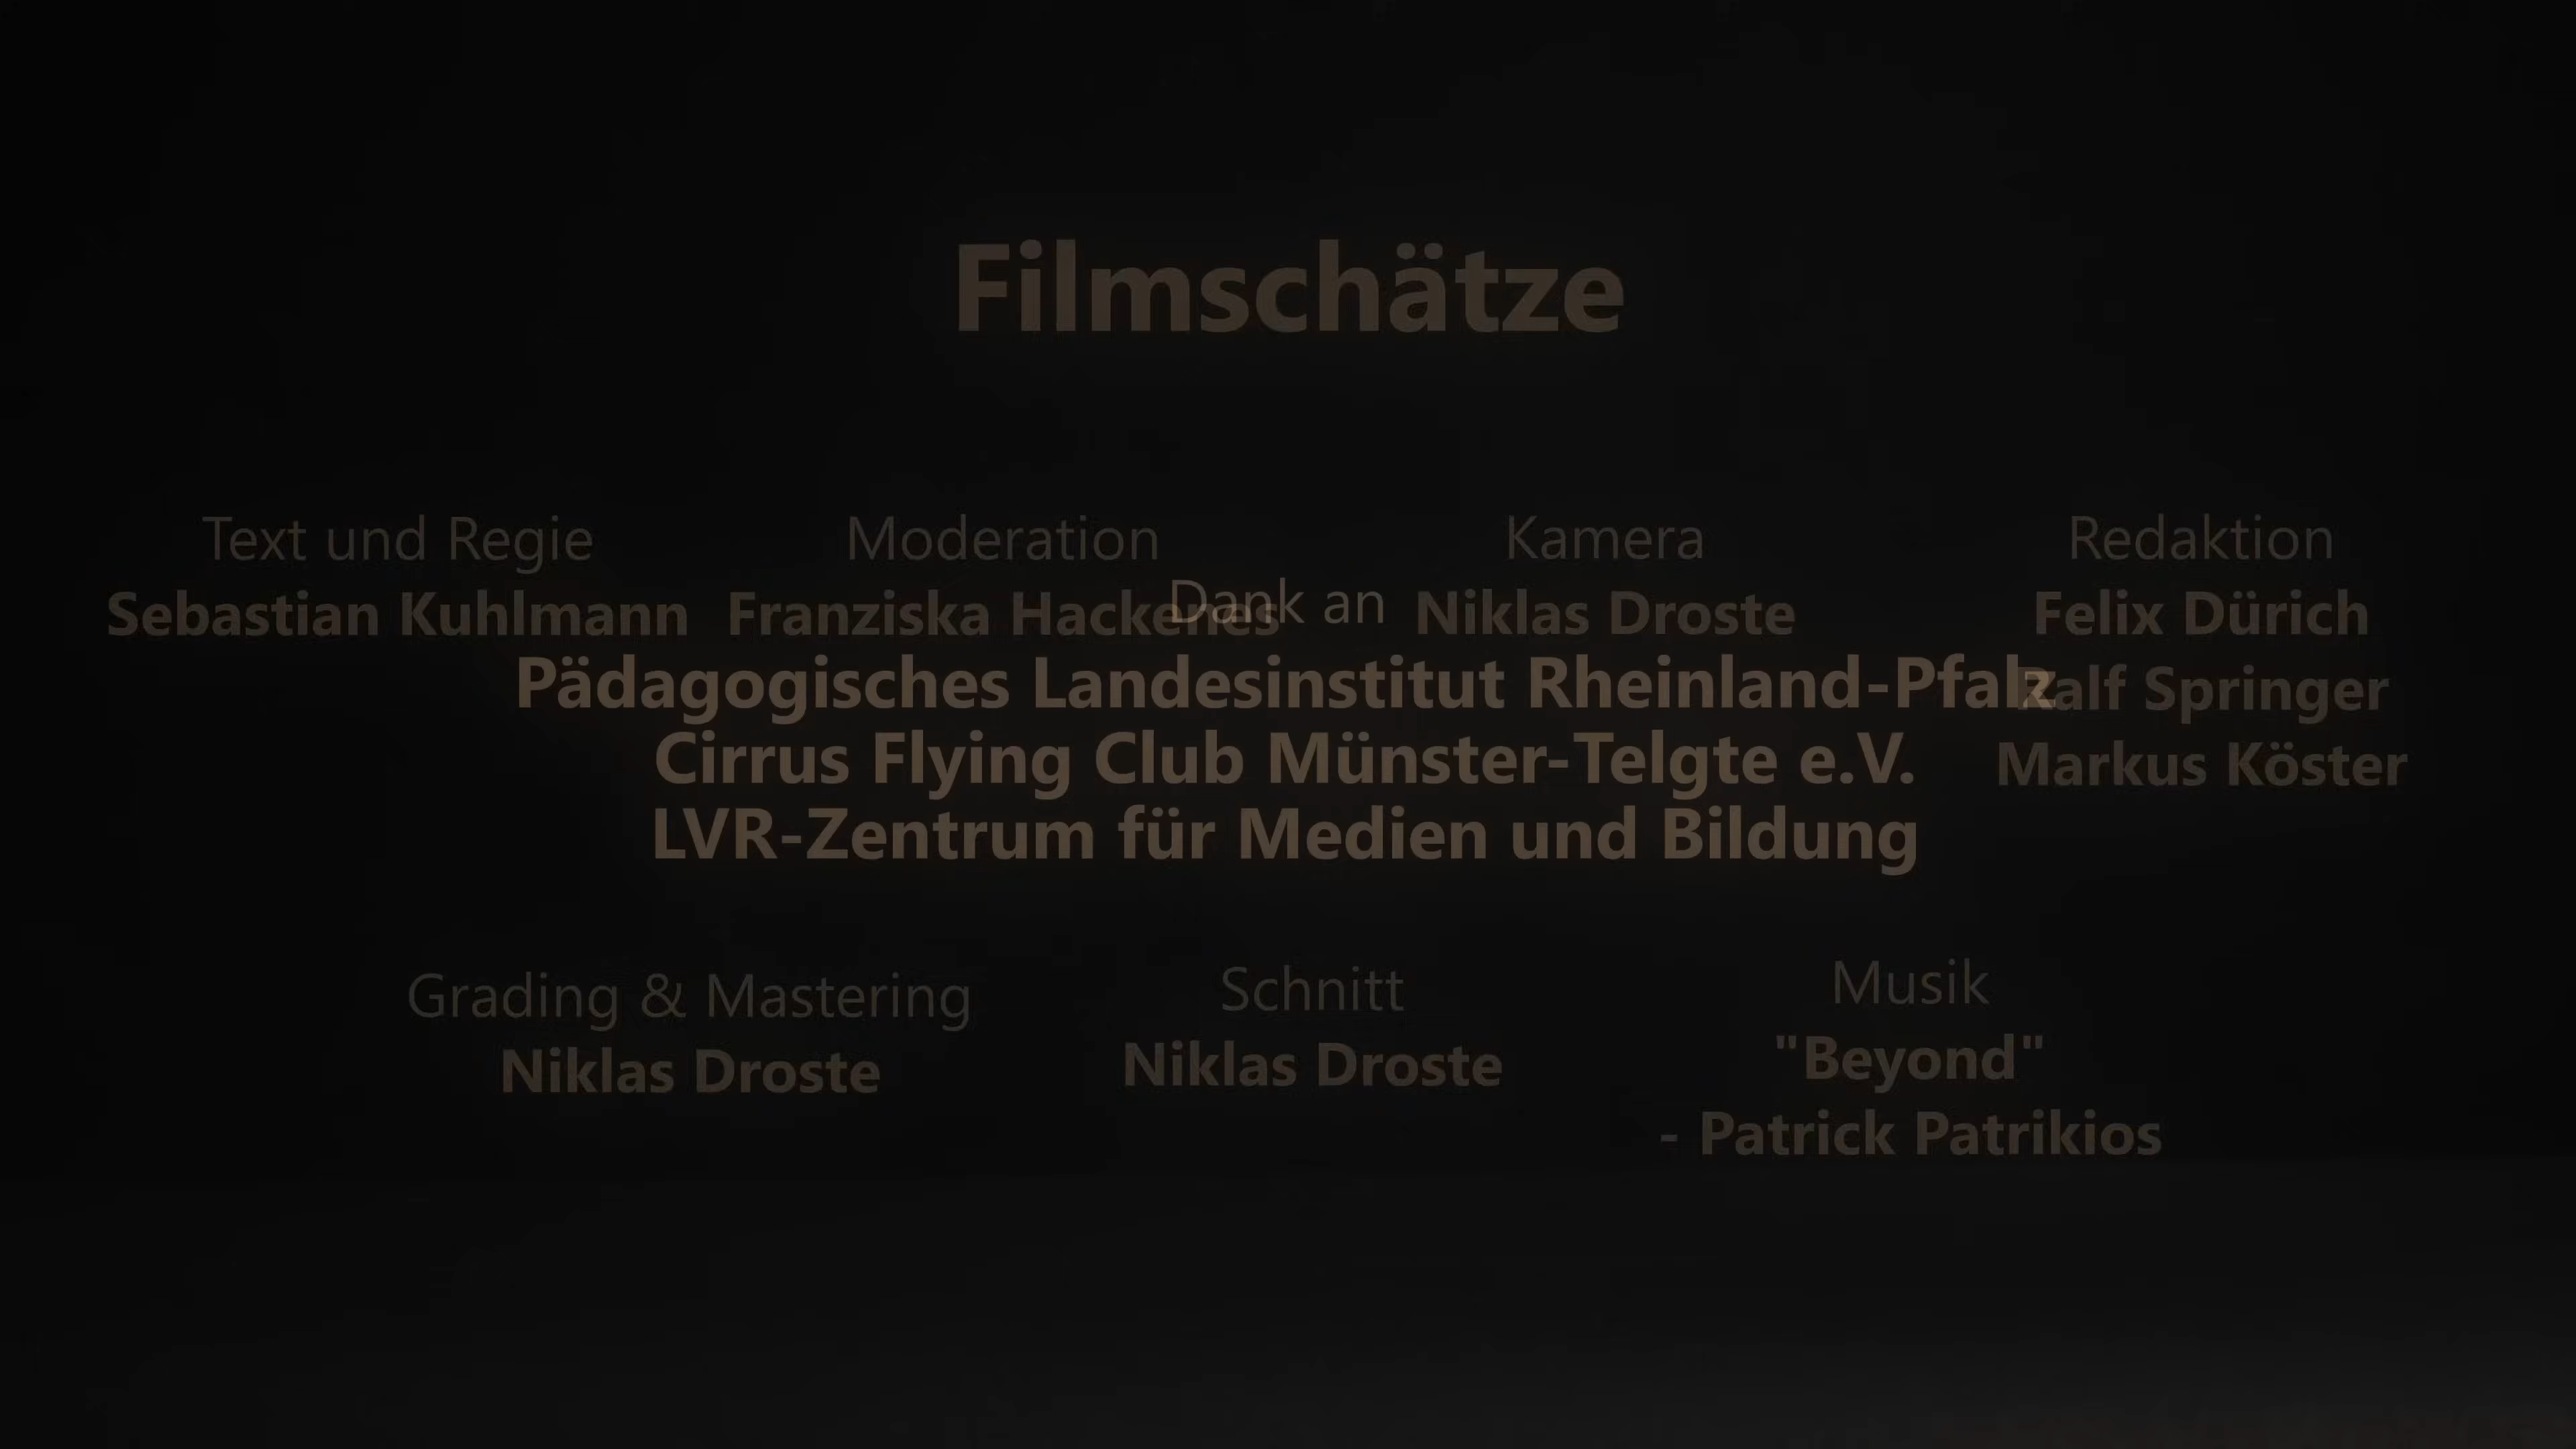 Filmschätze
Text und Regie
Sebastian Kuhlmann
Moderation
Franziska Hackenes
Kamera
Niklas Droste
Redaktion
Felix Dürich
Ralf Springer
Markus Köster
Dank an
Pädagogisches Landesinstitut Rheinland-Pfalz
Cirrus Flying Club Münster-Telgte e.V.
LVR-Zentrum für Medien und Bildung
Grading & Mastering
Niklas Droste
Schnitt
Niklas Droste
Musik
"Beyond"
- Patrick Patrikios